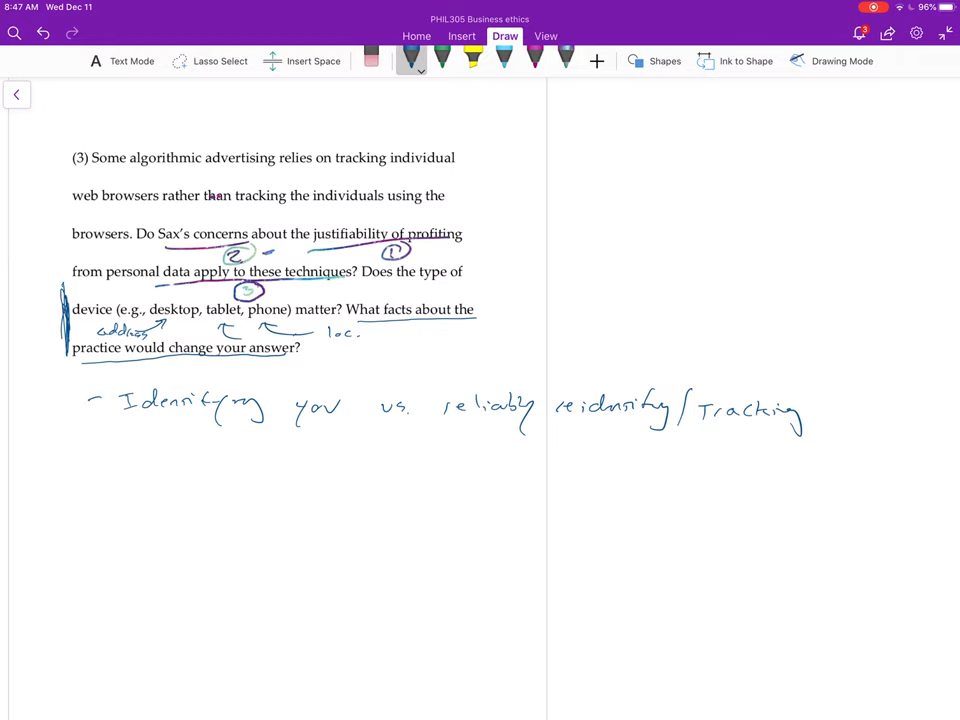 8:47 AM Wed Dec 11
96%
PHIL305 Business ethics
Home Insert Draw View
3
Text Mode Lasso Select Insert Space Shapes Ink to Shape Drawing Mode
(3) Some algorithmic advertising relies on tracking individual
web browsers rather than tracking the individuals using the
browsers. Do Sax's concerns about the justifiability of profiting
2 1
from personal data apply to these techniques? Does the type of
3
device (e.g., desktop, tablet, phone) matter? What facts about the
address loc.
practice would change your answer?
- Identifying you vs. reliably reidentify/Tracking